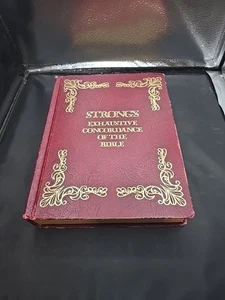 STRONG'S
EXHAUSTIVE
CONCORDANCE
OF THE
BIBLE